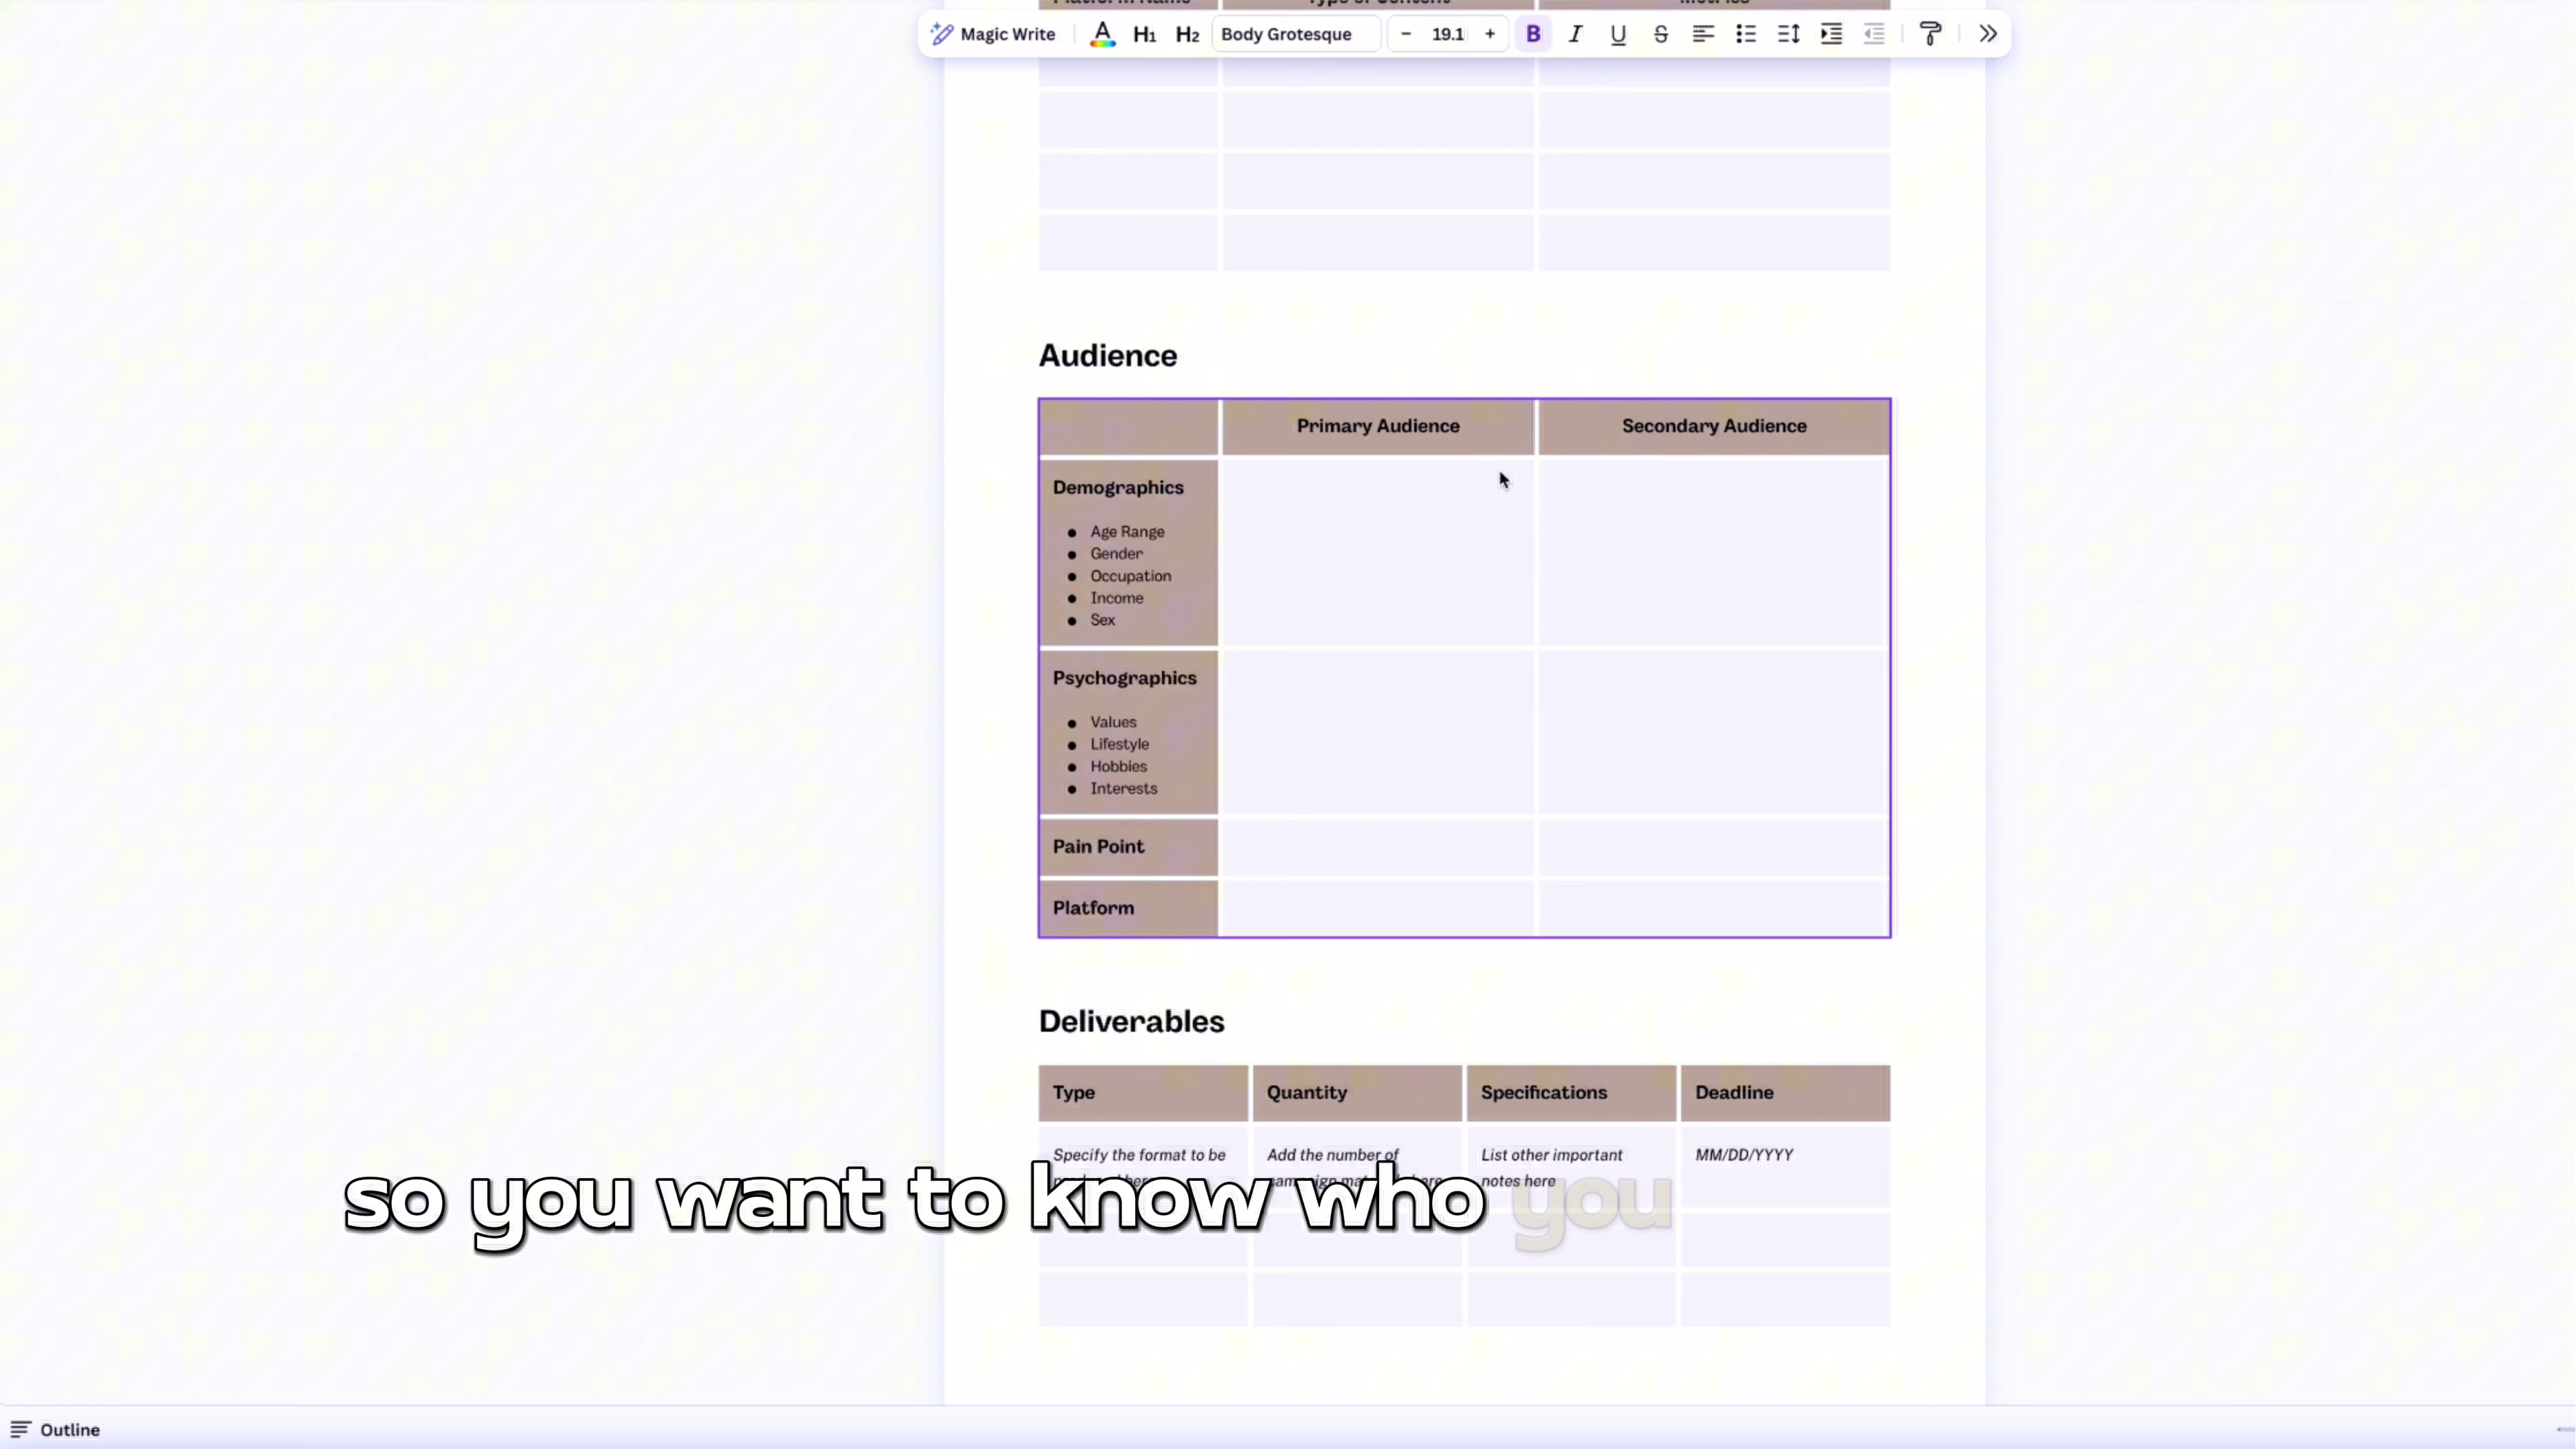 Magic Write A H1 H2 Body Grotesque - 19.1 + B I U S
Audience
Primary Audience Secondary Audience
Demographics
Age Range
Gender
Occupation
Income
Sex
Psychographics
Values
Lifestyle
Hobbies
Interests
Pain Point
Platform
Deliverables
Type Quantity Specifications Deadline
Specify the format to be Add the number of List other important MM/DD/YYYY
notes here
so you want to know who you
Outline